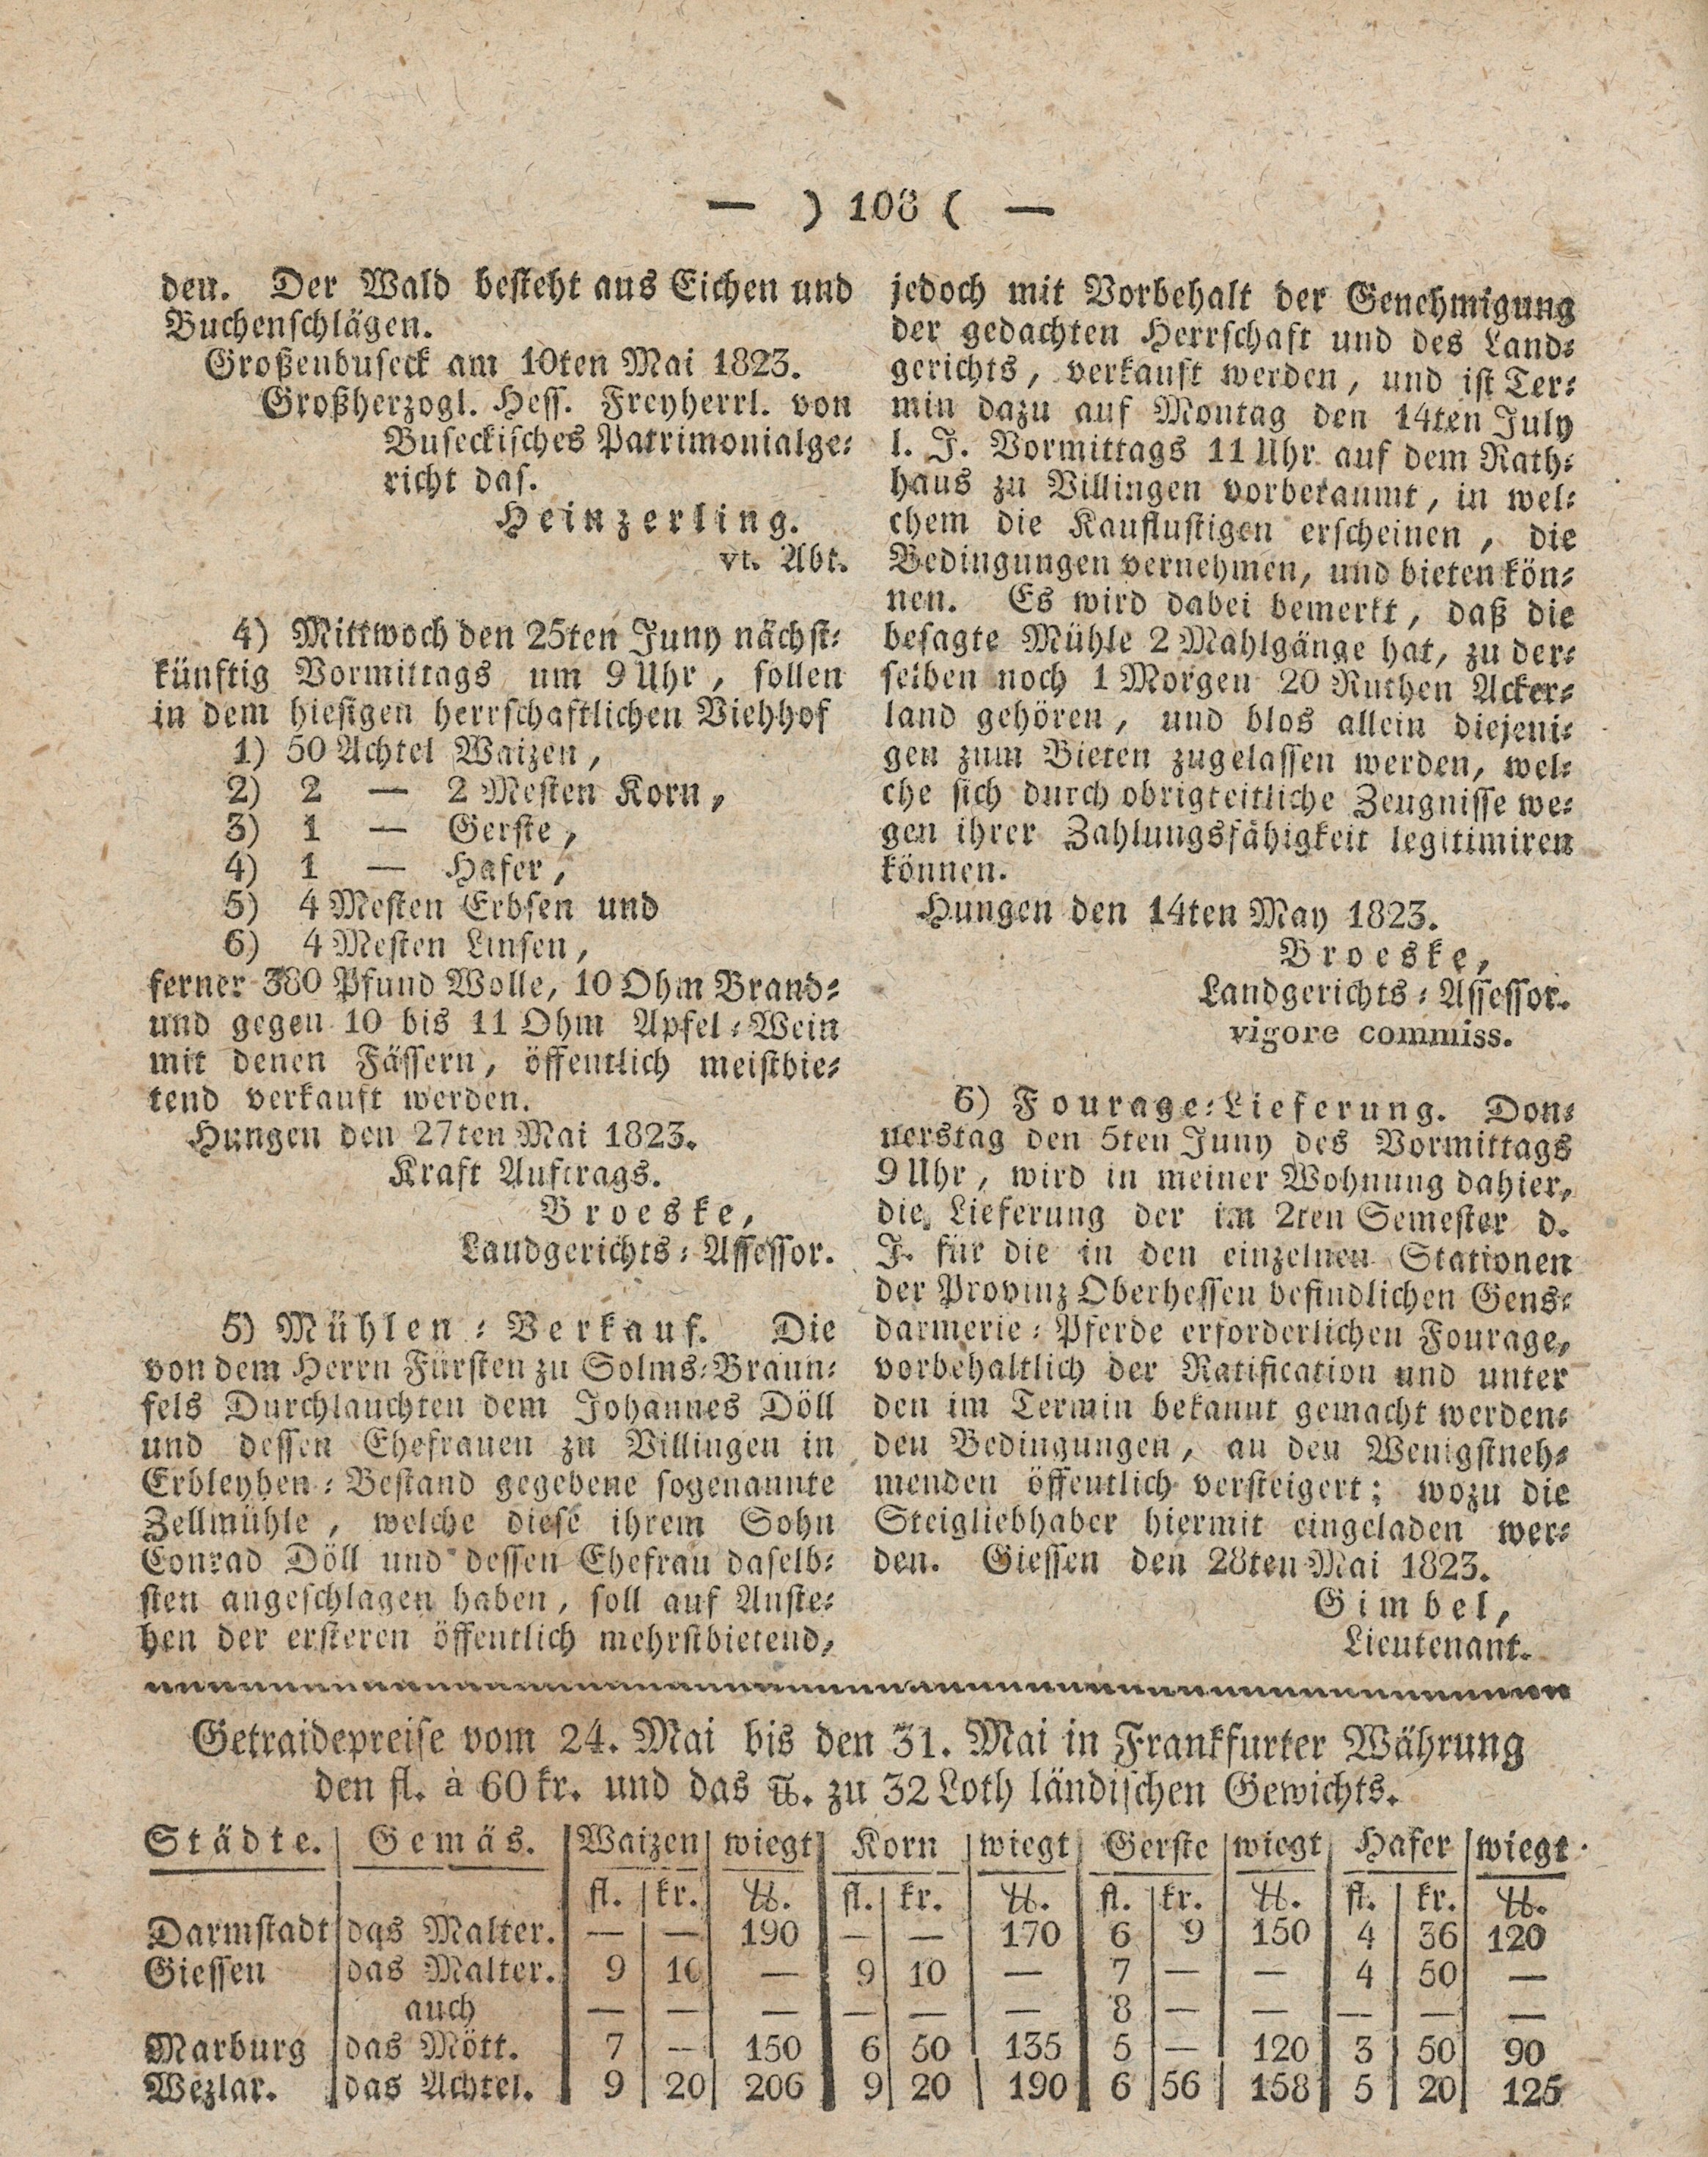 — ) 108 ( —
den. Der Wald besteht aus Eichen und
Buchenschlägen.
Großenbuseck am 10ten Mai 1823.
Großherzogl. Hess. Freyherrl. von
Buseckisches Patrimonialge-
richt das.
Heinzerling.
vt. Abt.
4) Mittwoch den 25ten Juny nächst-
künftig Vormittags um 9 Uhr, sollen
in dem hiesigen herrschaftlichen Viehhof
1) 50 Achtel Waizen,
2) 2 — 2 Mesten Korn,
3) 1 — Gerste,
4) 1 — Hafer,
5) 4 Mesten Erbsen und
6) 4 Mesten Linsen,
ferner 380 Pfund Wolle, 10 Ohm Brand-
und gegen 10 bis 11 Ohm Apfel-Wein
mit denen Fässern, öffentlich meistbie-
tend verkauft werden.
Hungen den 27ten Mai 1823.
Kraft Auftrags.
Broeske,
Landgerichts-Assessor.
5) Mühlen-Verkauf. Die
von dem Herrn Fürsten zu Solms-Braun-
fels Durchlauchten dem Johannes Döll
und dessen Ehefrauen zu Villingen in
Erbleyhen-Bestand gegebene sogenannte
Zellmühle, welche diese ihrem Sohn
Conrad Döll und dessen Ehefrau daselb-
sten angeschlagen haben, soll auf Anste-
hen der ersteren öffentlich mehrstbietend,
jedoch mit Vorbehalt der Genehmigung
der gedachten Herrschaft und des Land-
gerichts, verkauft werden, und ist Ter-
min dazu auf Montag den 14ten July
l. J. Vormittags 11 Uhr auf dem Rath-
haus zu Villingen vorbekaumt, in wel-
chem die Kauflustigen erscheinen, die
Bedingungen vernehmen, und bieten kön-
nen. Es wird dabei bemerkt, daß die
besagte Mühle 2 Mahlgänge hat, zu der-
selben noch 1 Morgen 20 Ruthen Acker-
land gehören, und blos allein diejeni-
gen zum Bieten zugelassen werden, wel-
che sich durch obrigkeitliche Zeugnisse we-
gen ihrer Zahlungsfähigkeit legitimiren
können.
Hungen den 14ten May 1823.
Broeske,
Landgerichts-Assessor.
vigore commiss.
6) Fourage-Lieferung. Don-
nerstag den 5ten Juny des Vormittags
9 Uhr, wird in meiner Wohnung dahier,
die Lieferung der im 2ten Semester d.
J. für die in den einzelnen Stationen
der Provinz Oberhessen befindlichen Gens-
darmerie-Pferde erforderlichen Fourage,
vorbehaltlich der Ratification und unter
den im Termin bekannt gemacht werden-
den Bedingungen, an den Wenigstneh-
menden öffentlich versteigert; wozu die
Steigliebhaber hiermit eingeladen wer-
den. Giessen den 28ten Mai 1823.
Gimbel,
Lieutenant.
Getraidepreise vom 24. Mai bis den 31. Mai in Frankfurter Währung
den fl. à 60 kr. und das ℔. zu 32 Loth ländischen Gewichts.
Städte. Gemäs. Waizen wiegt Korn wiegt Gerste wiegt Hafer wiegt
fl. kr. ℔. fl. kr. ℔. fl. kr. ℔. fl. kr. ℔.
Darmstadt das Malter. — — 190 — — 170 6 9 150 4 36 120
Giessen das Malter. 9 10 — 9 10 — 7 — — 4 50 —
auch — — — — — — 8 — — — — —
Marburg das Mött. 7 — 150 6 50 135 5 — 120 3 50 90
Wezlar. das Achtel. 9 20 206 9 20 190 6 56 158 5 20 125